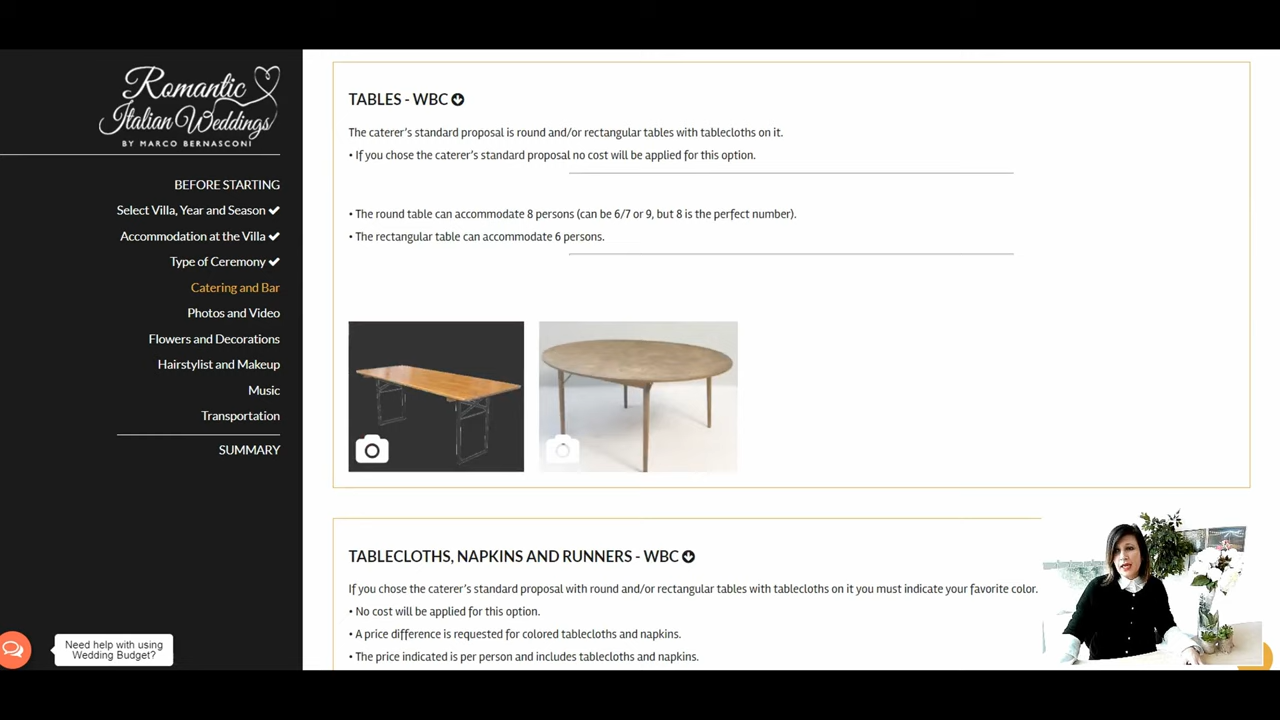 Romantic
Italian Weddings
BY MARCO BERNASCONI
BEFORE STARTING
Select Villa, Year and Season
Accommodation at the Villa
Type of Ceremony
Catering and Bar
Photos and Video
Flowers and Decorations
Hairstylist and Makeup
Music
Transportation
SUMMARY
Need help with using
Wedding Budget?
TABLES - WBC
The caterer's standard proposal is round and/or rectangular tables with tablecloths on it.
• If you chose the caterer's standard proposal no cost will be applied for this option.
• The round table can accommodate 8 persons (can be 6/7 or 9, but 8 is the perfect number).
• The rectangular table can accommodate 6 persons.
TABLECLOTHS, NAPKINS AND RUNNERS - WBC
If you chose the caterer's standard proposal with round and/or rectangular tables with tablecloths on it you must indicate your favorite color.
• No cost will be applied for this option.
• A price difference is requested for colored tablecloths and napkins.
• The price indicated is per person and includes tablecloths and napkins.